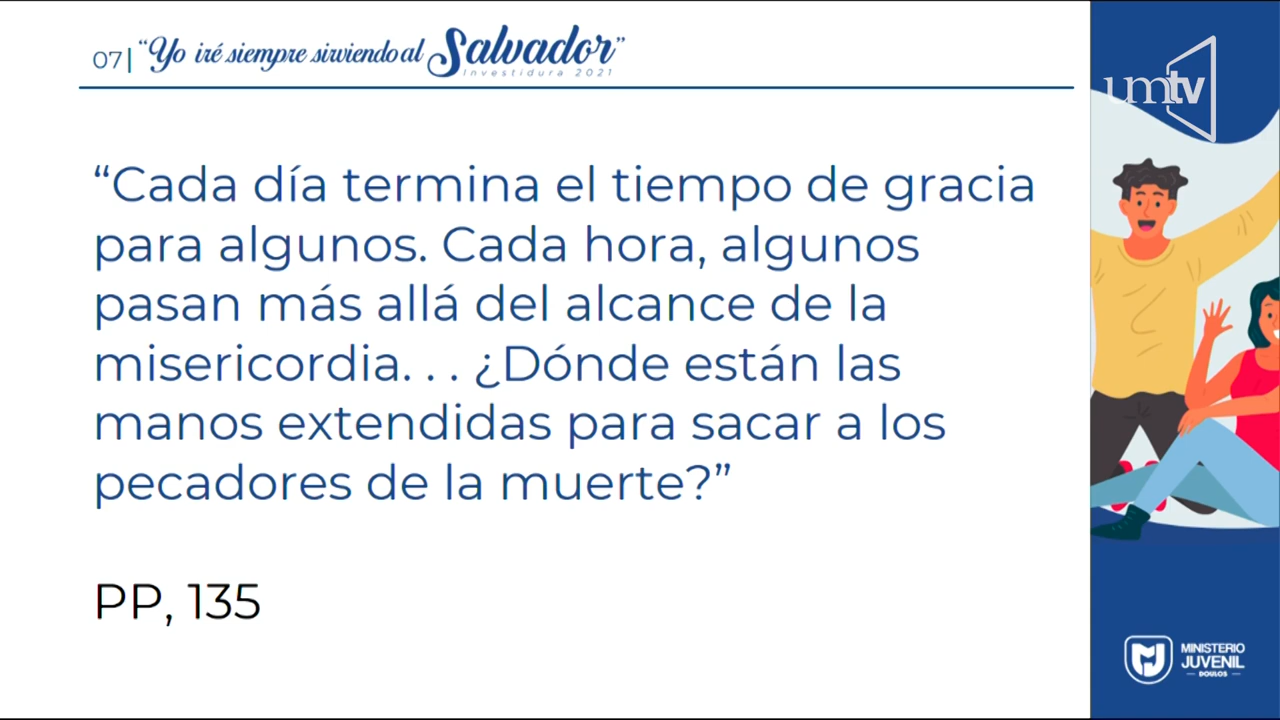 07| “Yo iré siempre sirviendo al Salvador”
Investidura 2021
umtv
“Cada día termina el tiempo de gracia
para algunos. Cada hora, algunos
pasan más allá del alcance de la
misericordia. . . ¿Dónde están las
manos extendidas para sacar a los
pecadores de la muerte?”
PP, 135
MINISTERIO
JUVENIL
DOULOS